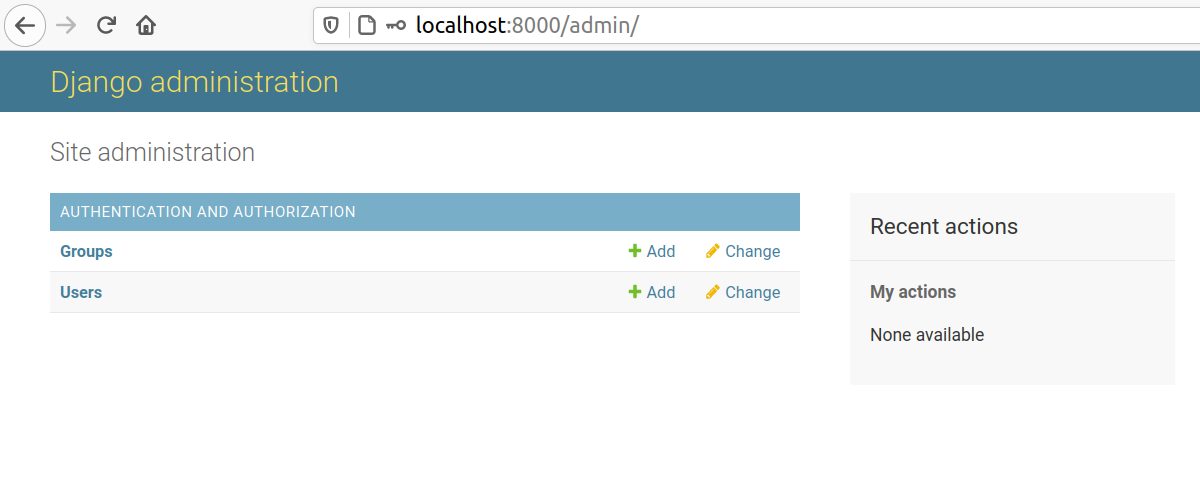 localhost:8000/admin/
Django administration
Site administration
AUTHENTICATION AND AUTHORIZATION
Groups Add Change
Users Add Change
Recent actions
My actions
None available